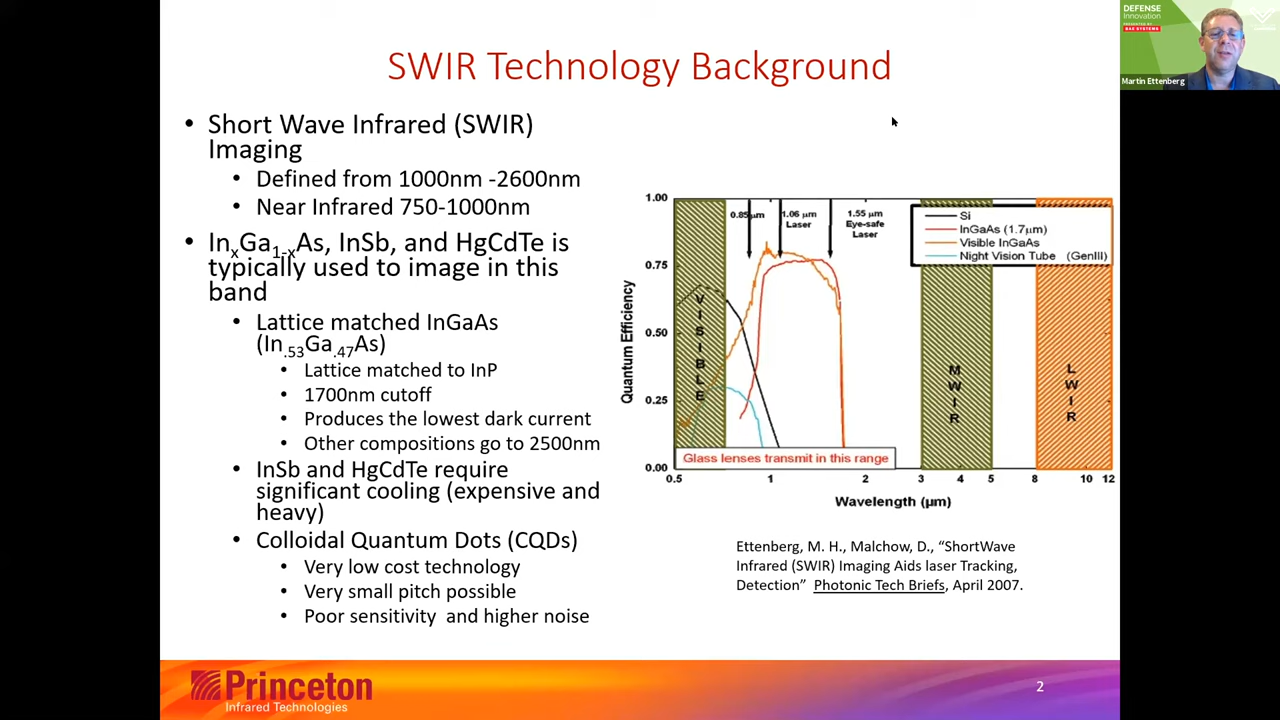 SWIR Technology Background
• Short Wave Infrared (SWIR)
Imaging
• Defined from 1000nm -2600nm
• Near Infrared 750-1000nm
• InxGa1-xAs, InSb, and HgCdTe is
typically used to image in this
band
• Lattice matched InGaAs
(In.53Ga.47As)
• Lattice matched to InP
• 1700nm cutoff
• Produces the lowest dark current
• Other compositions go to 2500nm
• InSb and HgCdTe require
significant cooling (expensive and
heavy)
• Colloidal Quantum Dots (CQDs)
• Very low cost technology
• Very small pitch possible
• Poor sensitivity and higher noise
Quantum Efficiency
1.00
0.75
0.50
0.25
0.00
0.85µm
1.06 µm
Laser
1.55 µm
Eye-safe
Laser
Si
InGaAs (1.7µm)
Visible InGaAs
Night Vision Tube (GenIII)
VISIBLE
MWIR
LWIR
Glass lenses transmit in this range
0.5 1 2 3 4 5 8 10 12
Wavelength (µm)
Ettenberg, M. H., Malchow, D., “ShortWave
Infrared (SWIR) Imaging Aids laser Tracking,
Detection” Photonic Tech Briefs, April 2007.
Princeton
Infrared Technologies
2
DEFENSE
Innovation
PRESENTED BY
BAE SYSTEMS
Martin Ettenberg